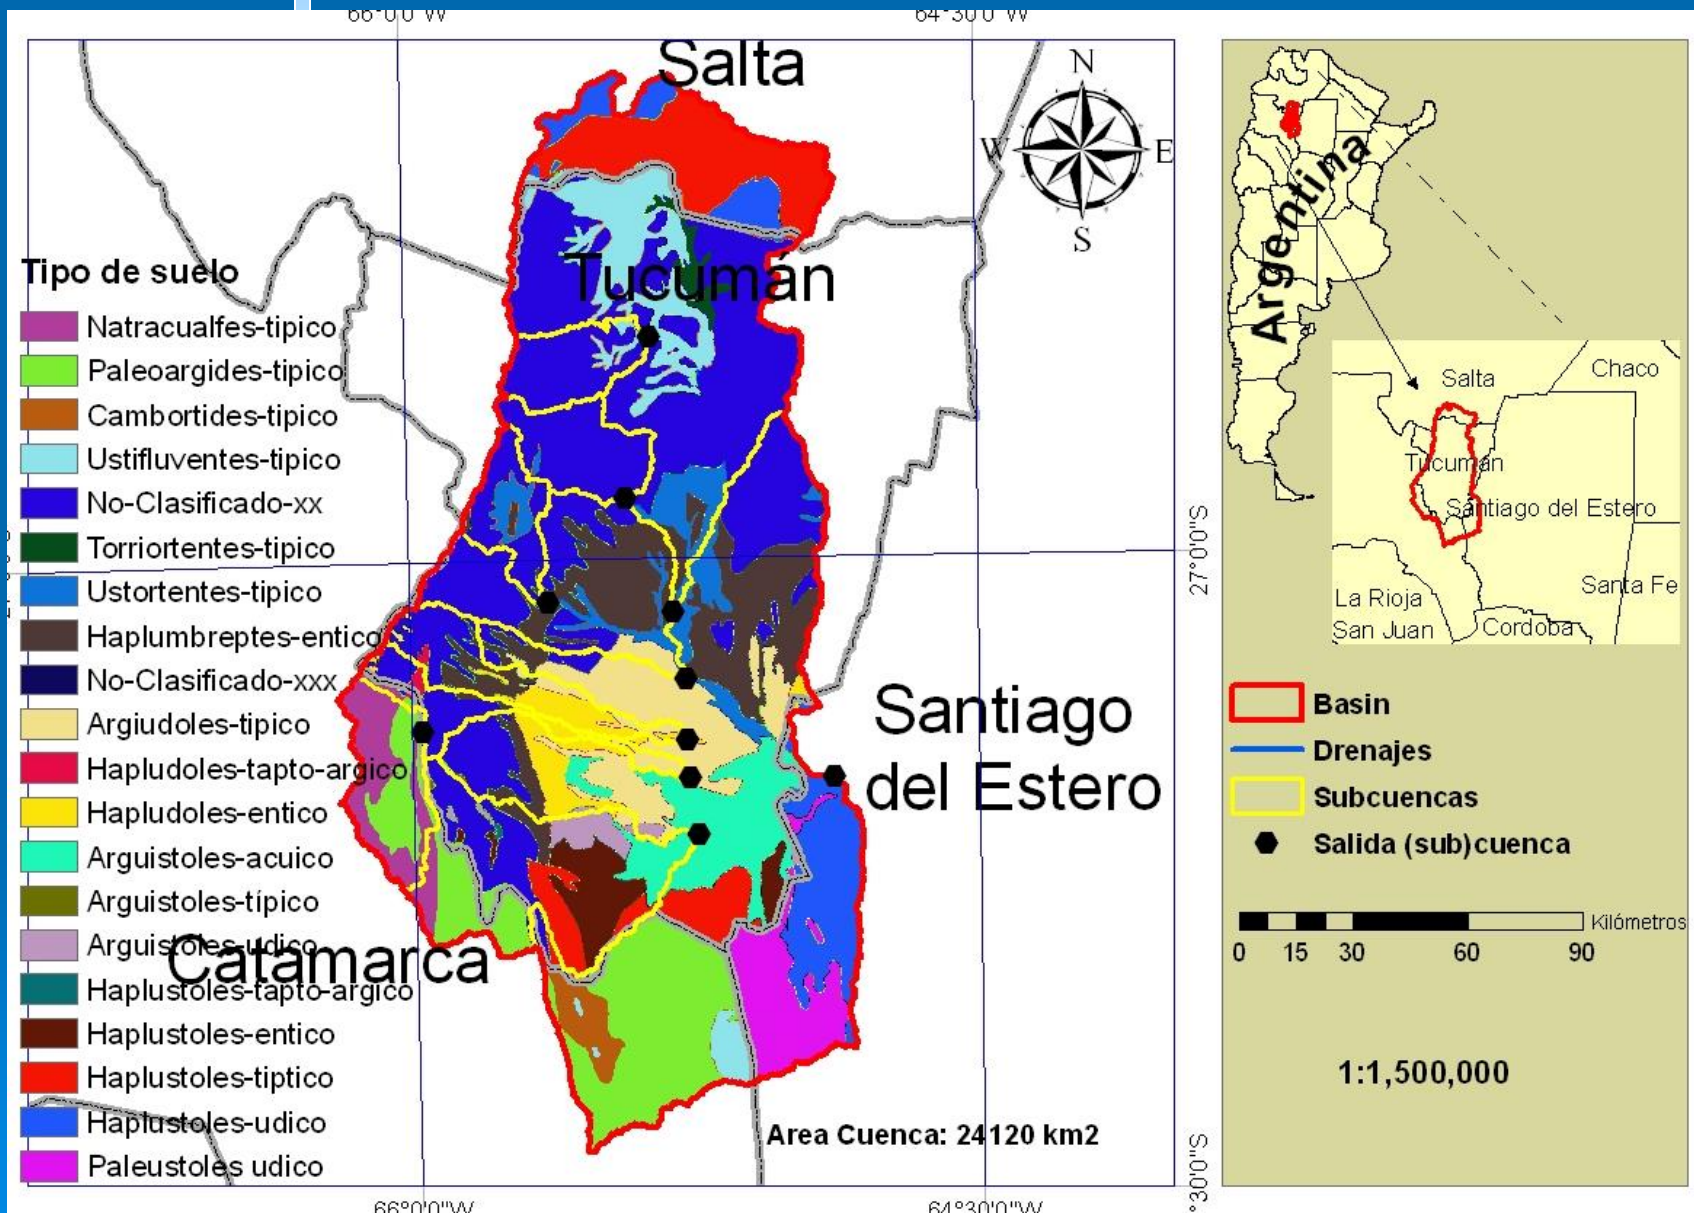 66°0'0"W
64°30'0"W
Salta
N
W
E
S
Tucumán
Tipo de suelo
Natracualfes-tipico
Paleoargides-tipico
Cambortides-tipico
Ustifluventes-tipico
No-Clasificado-xx
Torriortentes-tipico
Ustortentes-tipico
Haplumbreptes-entico
No-Clasificado-xxx
Argiudoles-tipico
Hapludoles-tapto-argico
Hapludoles-entico
Arguistoles-acuico
Arguistoles-típico
Arguistoles-udico
Haplustoles-tapto-argico
Haplustoles-entico
Haplustoles-tiptico
Haplustoles-udico
Paleustoles udico
27°0'0"S
Santiago
del Estero
Catamarca
Area Cuenca: 24120 km2
°30'0"S
66°0'0"W
64°30'0"W
Argentina
Salta
Chaco
Tucumán
Santiago del Estero
Santa Fe
La Rioja
San Juan
Cordoba
Basin
Drenajes
Subcuencas
Salida (sub)cuenca
Kilómetros
0 15 30 60 90
1:1,500,000